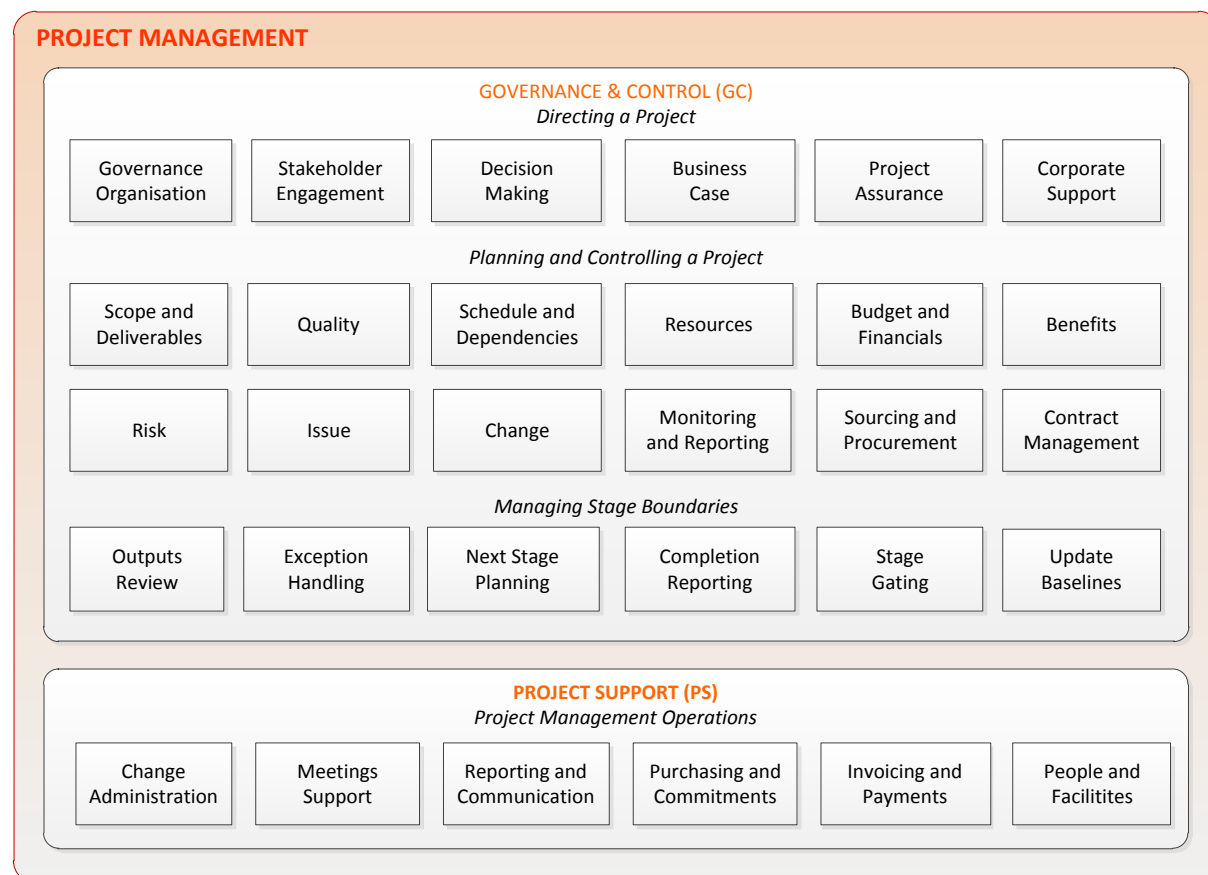 PROJECT MANAGEMENT
GOVERNANCE & CONTROL (GC)
Directing a Project
Governance
Organisation
Stakeholder
Engagement
Decision
Making
Business
Case
Project
Assurance
Corporate
Support
Planning and Controlling a Project
Scope and
Deliverables
Quality
Schedule and
Dependencies
Resources
Budget and
Financials
Benefits
Risk
Issue
Change
Monitoring
and Reporting
Sourcing and
Procurement
Contract
Management
Managing Stage Boundaries
Outputs
Review
Exception
Handling
Next Stage
Planning
Completion
Reporting
Stage
Gating
Update
Baselines
PROJECT SUPPORT (PS)
Project Management Operations
Change
Administration
Meetings
Support
Reporting and
Communication
Purchasing and
Commitments
Invoicing and
Payments
People and
Facilitites